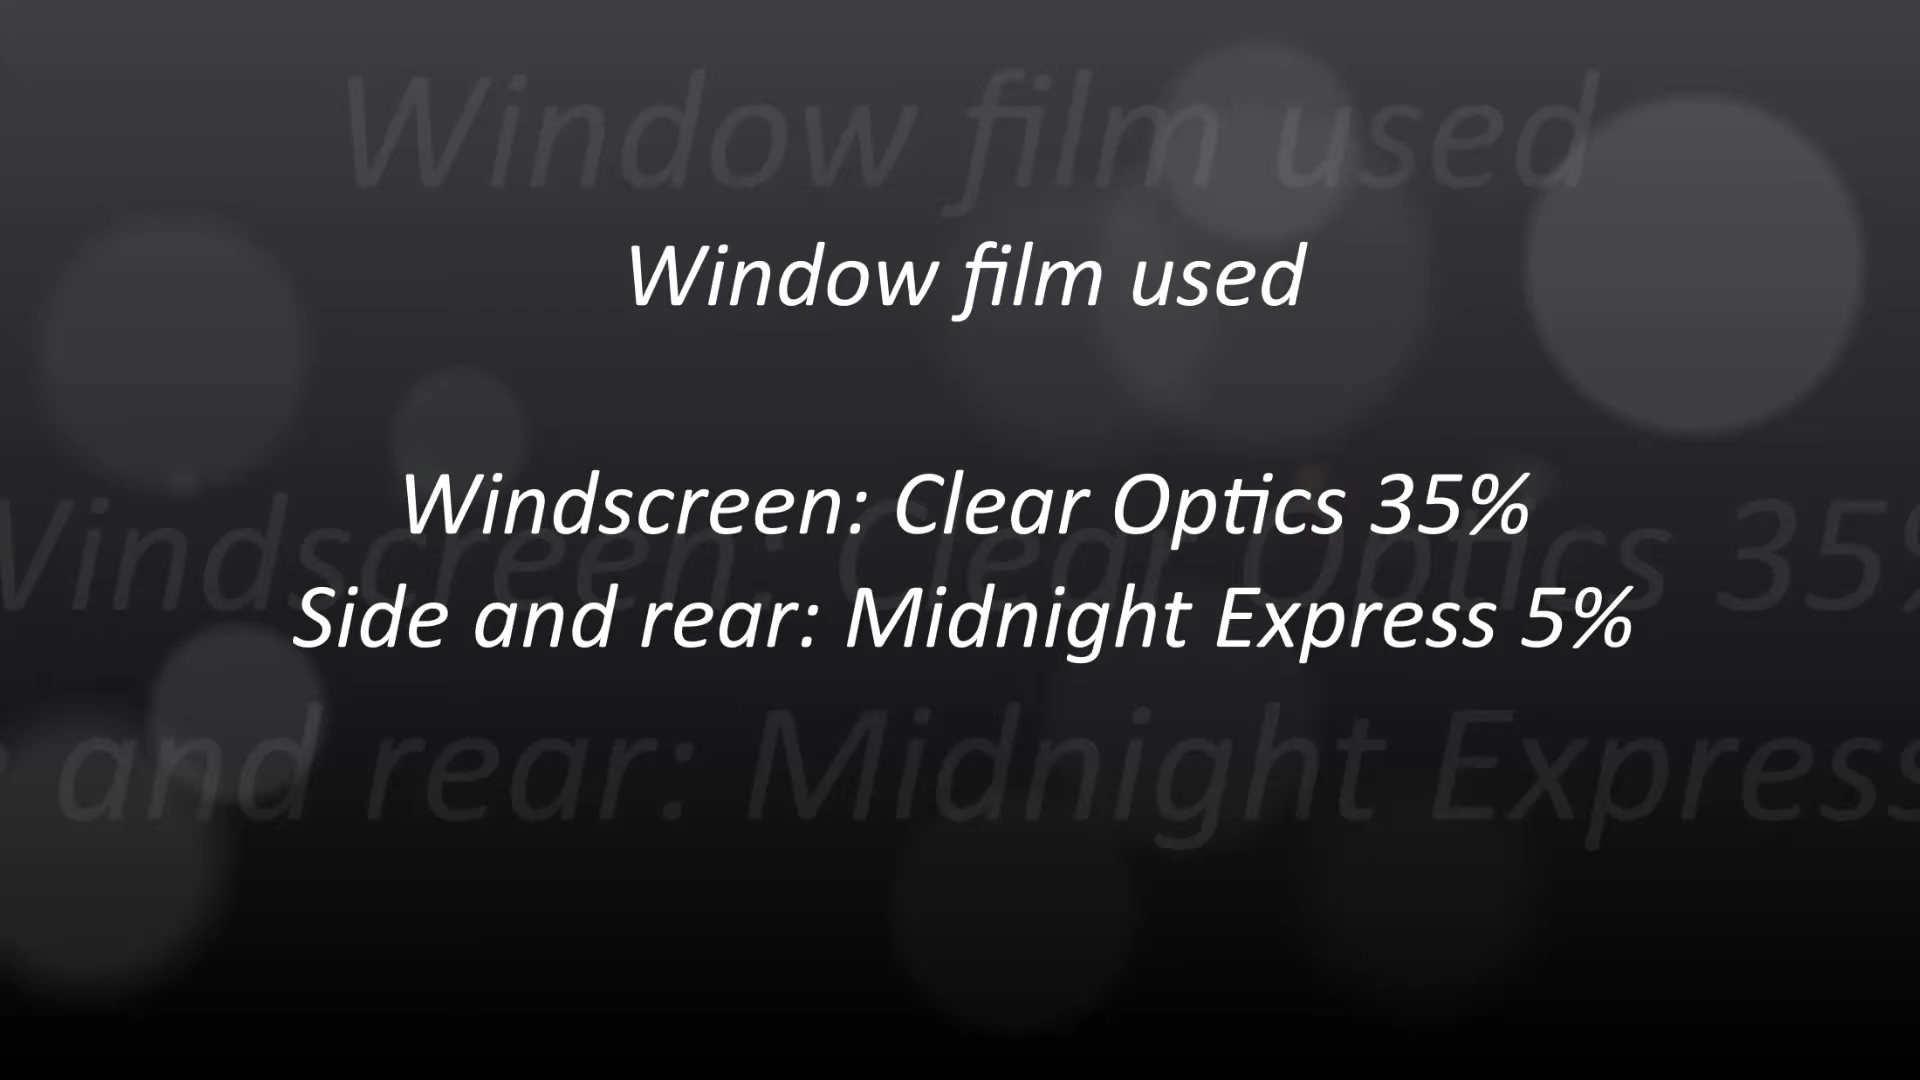 Window film used
Windscreen: Clear Optics 35%
Side and rear: Midnight Express 5%